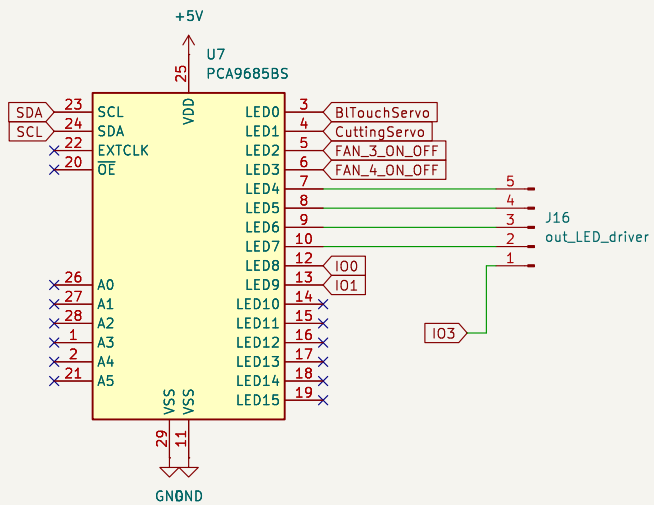 +5V
U7
PCA9685BS
25
VDD
SDA 23 SCL
SCL 24 SDA
22 EXTCLK
20 OE
26 A0
27 A1
28 A2
1 A3
2 A4
21 A5
LED0 3 BlTouchServo
LED1 4 CuttingServo
LED2 5 FAN_3_ON_OFF
LED3 6 FAN_4_ON_OFF
LED4 7 5
LED5 8 4
LED6 9 3
LED7 10 2
LED8 12 IO0 1
LED9 13 IO1
LED10 14
LED11 15
LED12 16
LED13 17
LED14 18
LED15 19
J16
out_LED_driver
IO3
VSS VSS
29 11
GND GND